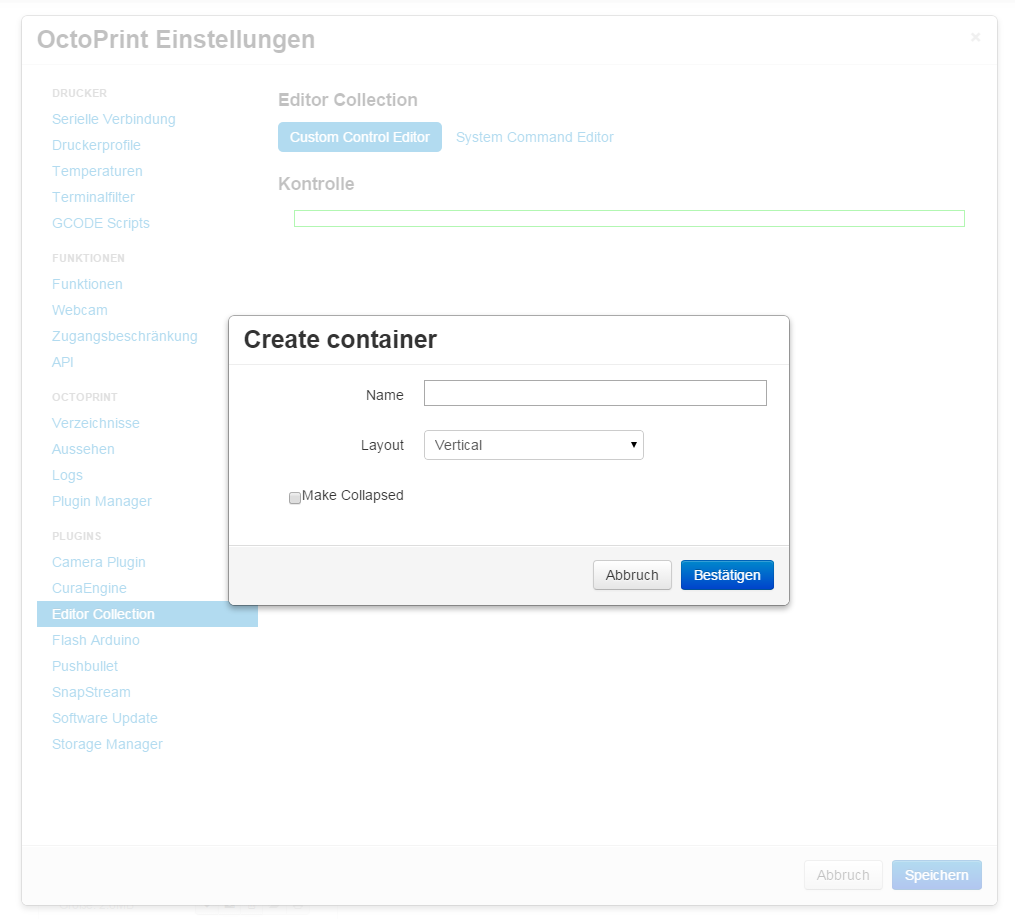 OctoPrint Einstellungen
×
DRUCKER
Serielle Verbindung
Druckerprofile
Temperaturen
Terminalfilter
GCODE Scripts
FUNKTIONEN
Funktionen
Webcam
Zugangsbeschränkung
API
OCTOPRINT
Verzeichnisse
Aussehen
Logs
Plugin Manager
PLUGINS
Camera Plugin
CuraEngine
Editor Collection
Flash Arduino
Pushbullet
SnapStream
Software Update
Storage Manager
Editor Collection
Custom Control Editor System Command Editor
Kontrolle
Create container
Name
Layout Vertical
Make Collapsed
Abbruch Bestätigen
Abbruch Speichern